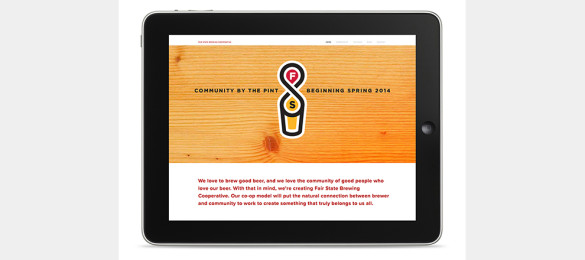 COMMUNITY BY THE PINT BEGINNING SPRING 2014
F
S
We love to brew good beer, and we love the community of good people who
love our beer. With that in mind, we're creating Fair State Brewing
Cooperative. Our co-op model will put the natural connection between brewer
and community to work to create something that truly belongs to us all.